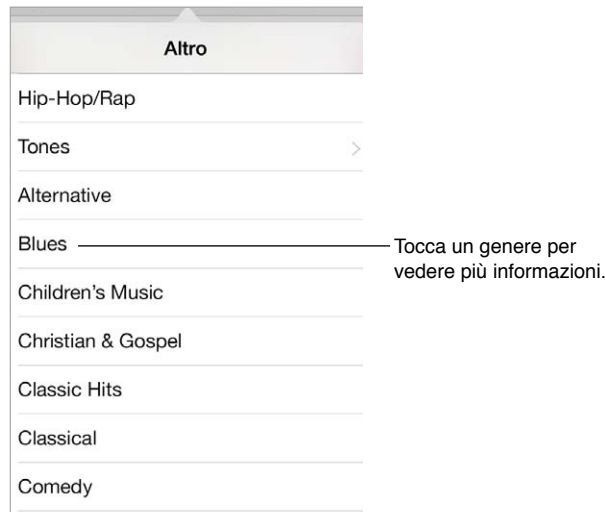 Altro
Hip-Hop/Rap
Tones
Alternative
Blues
Tocca un genere per
vedere più informazioni.
Children's Music
Christian & Gospel
Classic Hits
Classical
Comedy